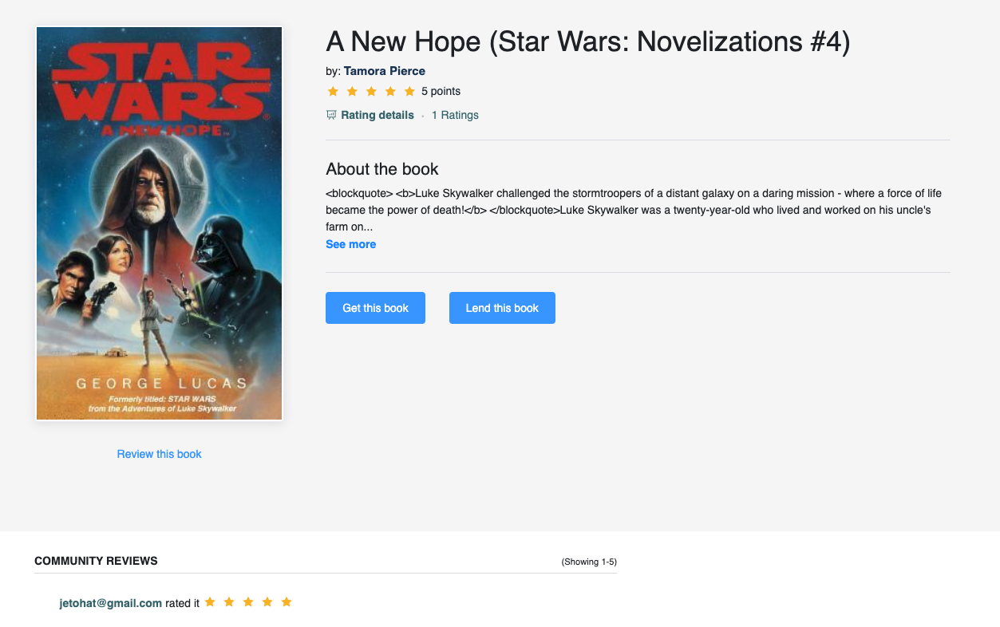 STAR
WARS®
A NEW HOPE™
GEORGE LUCAS
Formerly titled: STAR WARS
from the Adventures of Luke Skywalker
Review this book
A New Hope (Star Wars: Novelizations #4)
by: Tamora Pierce
5 points
Rating details · 1 Ratings
About the book
<blockquote> <b>Luke Skywalker challenged the stormtroopers of a distant galaxy on a daring mission - where a force of life
became the power of death!</b> </blockquote>Luke Skywalker was a twenty-year-old who lived and worked on his uncle's
farm on...
See more
Get this book Lend this book
COMMUNITY REVIEWS (Showing 1-5)
jetohat@gmail.com rated it